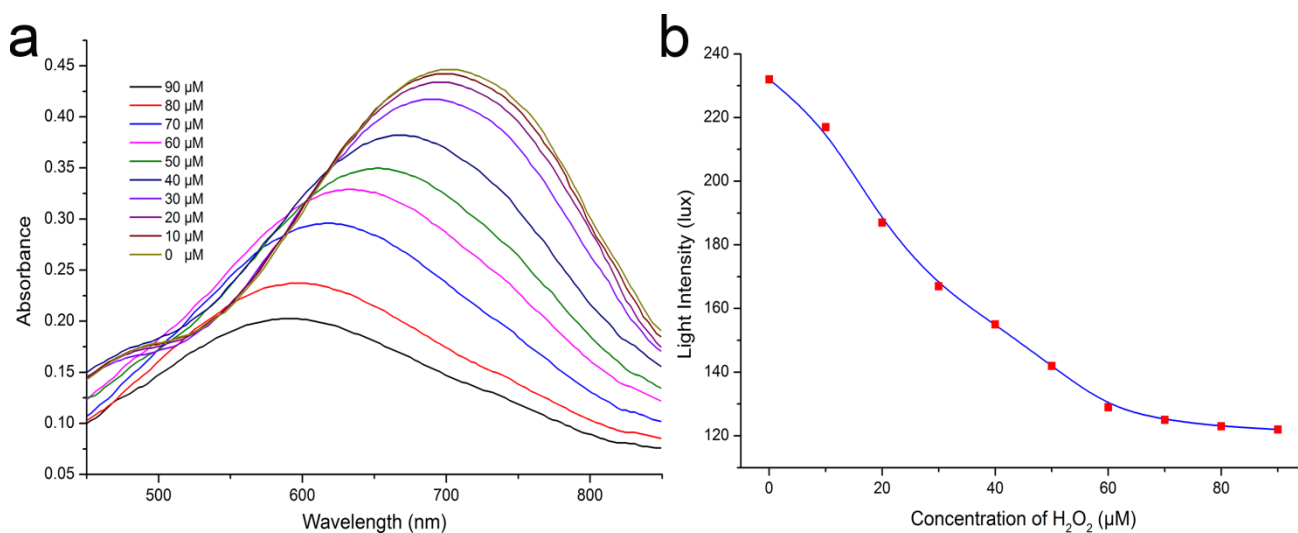 a
0.45
0.40
0.35
0.30
0.25
0.20
0.15
0.10
0.05
Absorbance
90 µM
80 µM
70 µM
60 µM
50 µM
40 µM
30 µM
20 µM
10 µM
0 µM
500 600 700 800
Wavelength (nm)
b
240
220
200
180
160
140
120
Light Intensity (lux)
0 20 40 60 80
Concentration of H₂O₂ (µM)